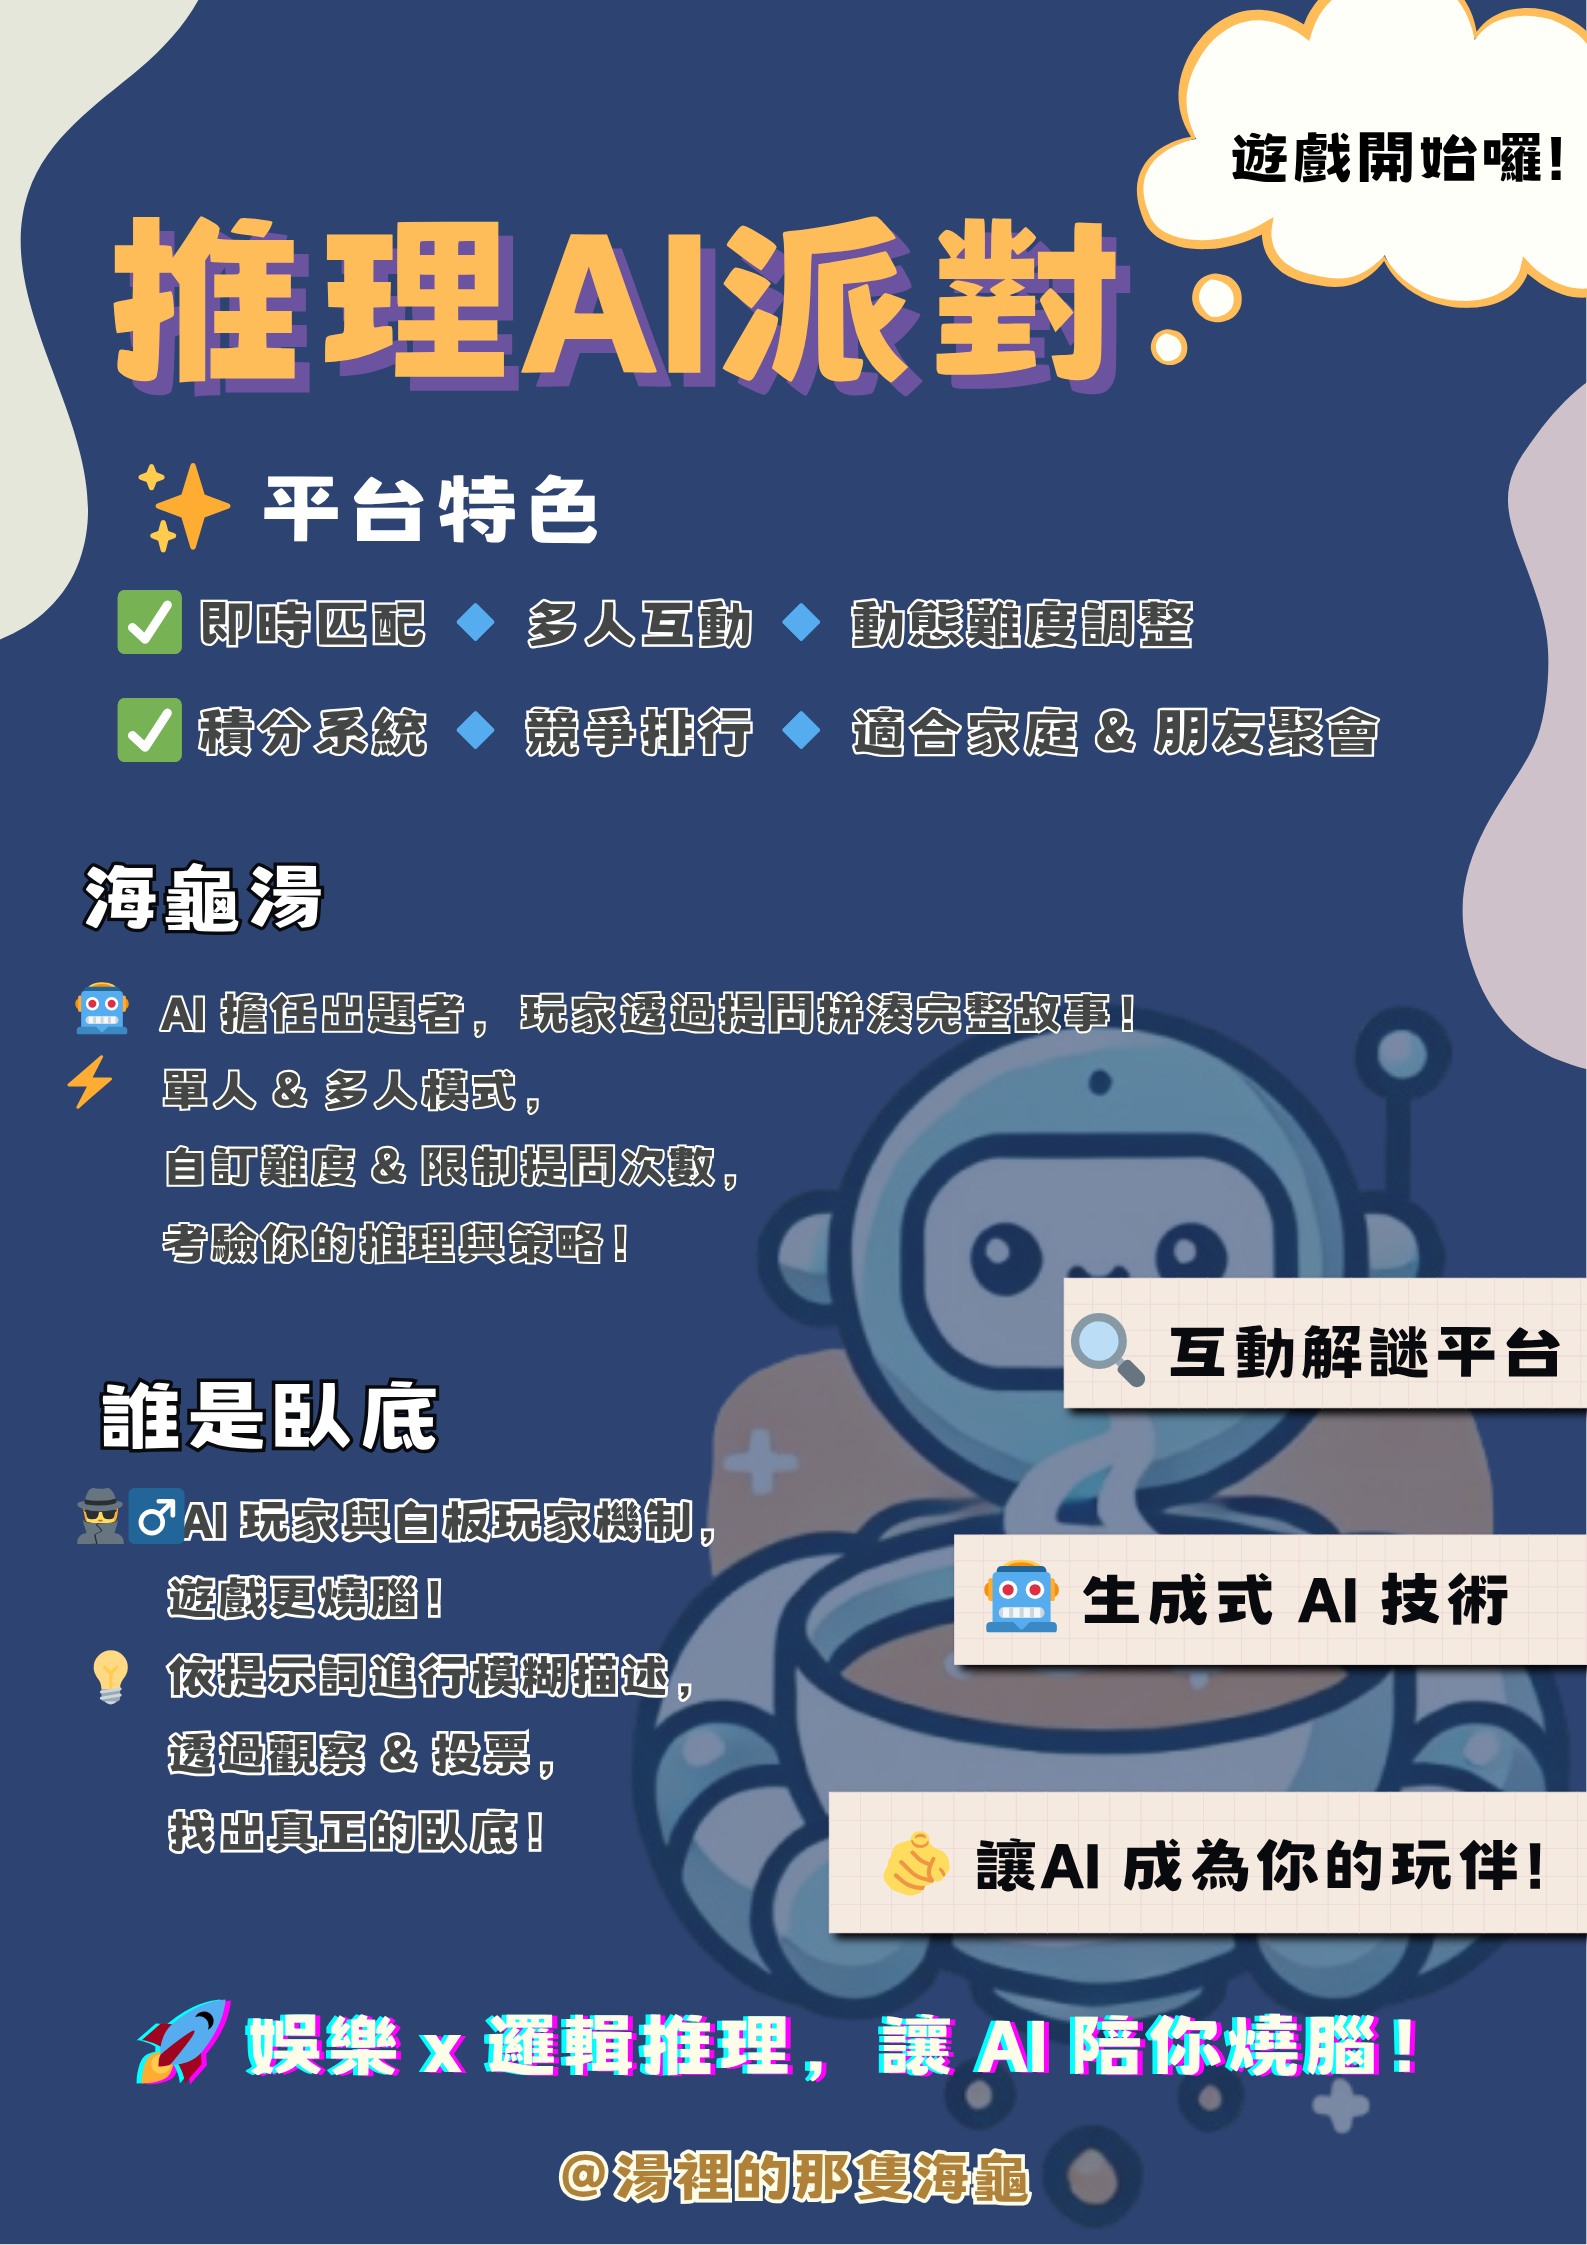 遊戲開始囉!
推理AI派對
✨ 平台特色
✅ 即時匹配 🔹 多人互動 🔹 動態難度調整
✅ 積分系統 🔹 競爭排行 🔹 適合家庭 & 朋友聚會
海龜湯
🤖 AI 擔任出題者，玩家透過提問拼湊完整故事！
⚡ 單人 & 多人模式，
自訂難度 & 限制提問次數，
考驗你的推理與策略！
🔍 互動解謎平台
誰是臥底
🕵♂AI 玩家與白板玩家機制，
遊戲更燒腦！
🤖 生成式 AI 技術
💡 依提示詞進行模糊描述，
透過觀察 & 投票，
找出真正的臥底！
讓AI 成為你的玩伴!
🚀 娛樂 x 邏輯推理，讓 AI 陪你燒腦！
@湯裡的那隻海龜